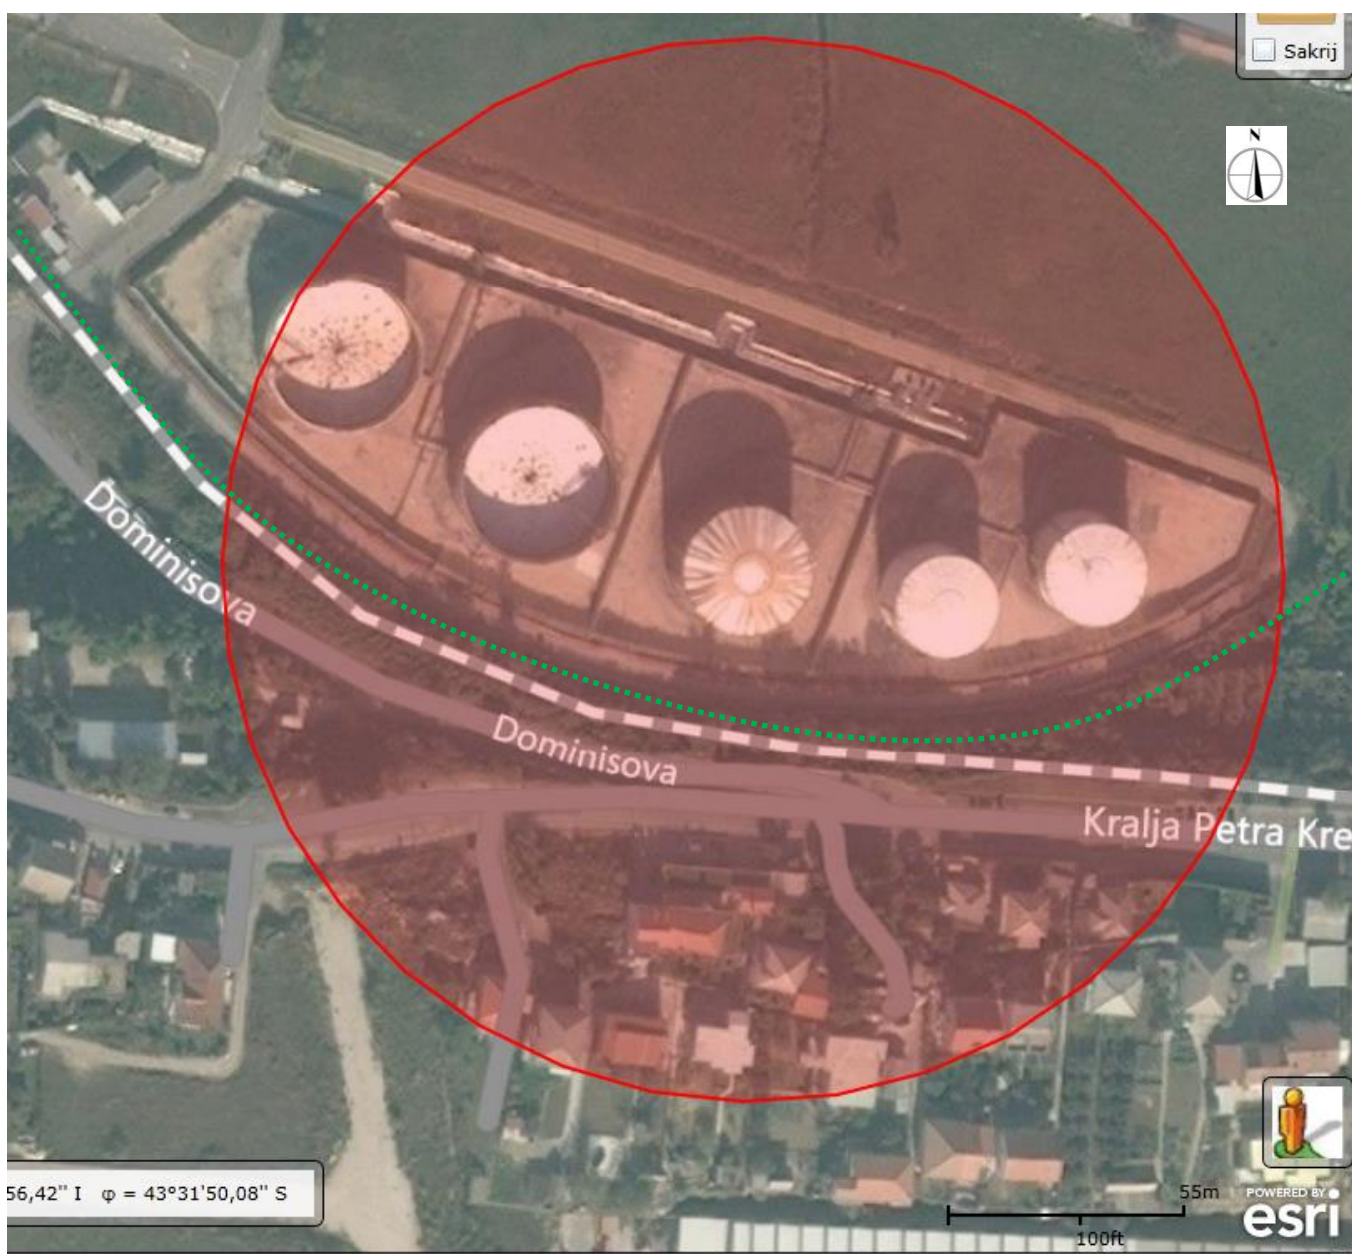 Sakrij
N
Dominisova
Dominisova
Kralja Petra Kre
56,42" I φ = 43°31'50,08" S
55m
100ft
POWERED BY
esri